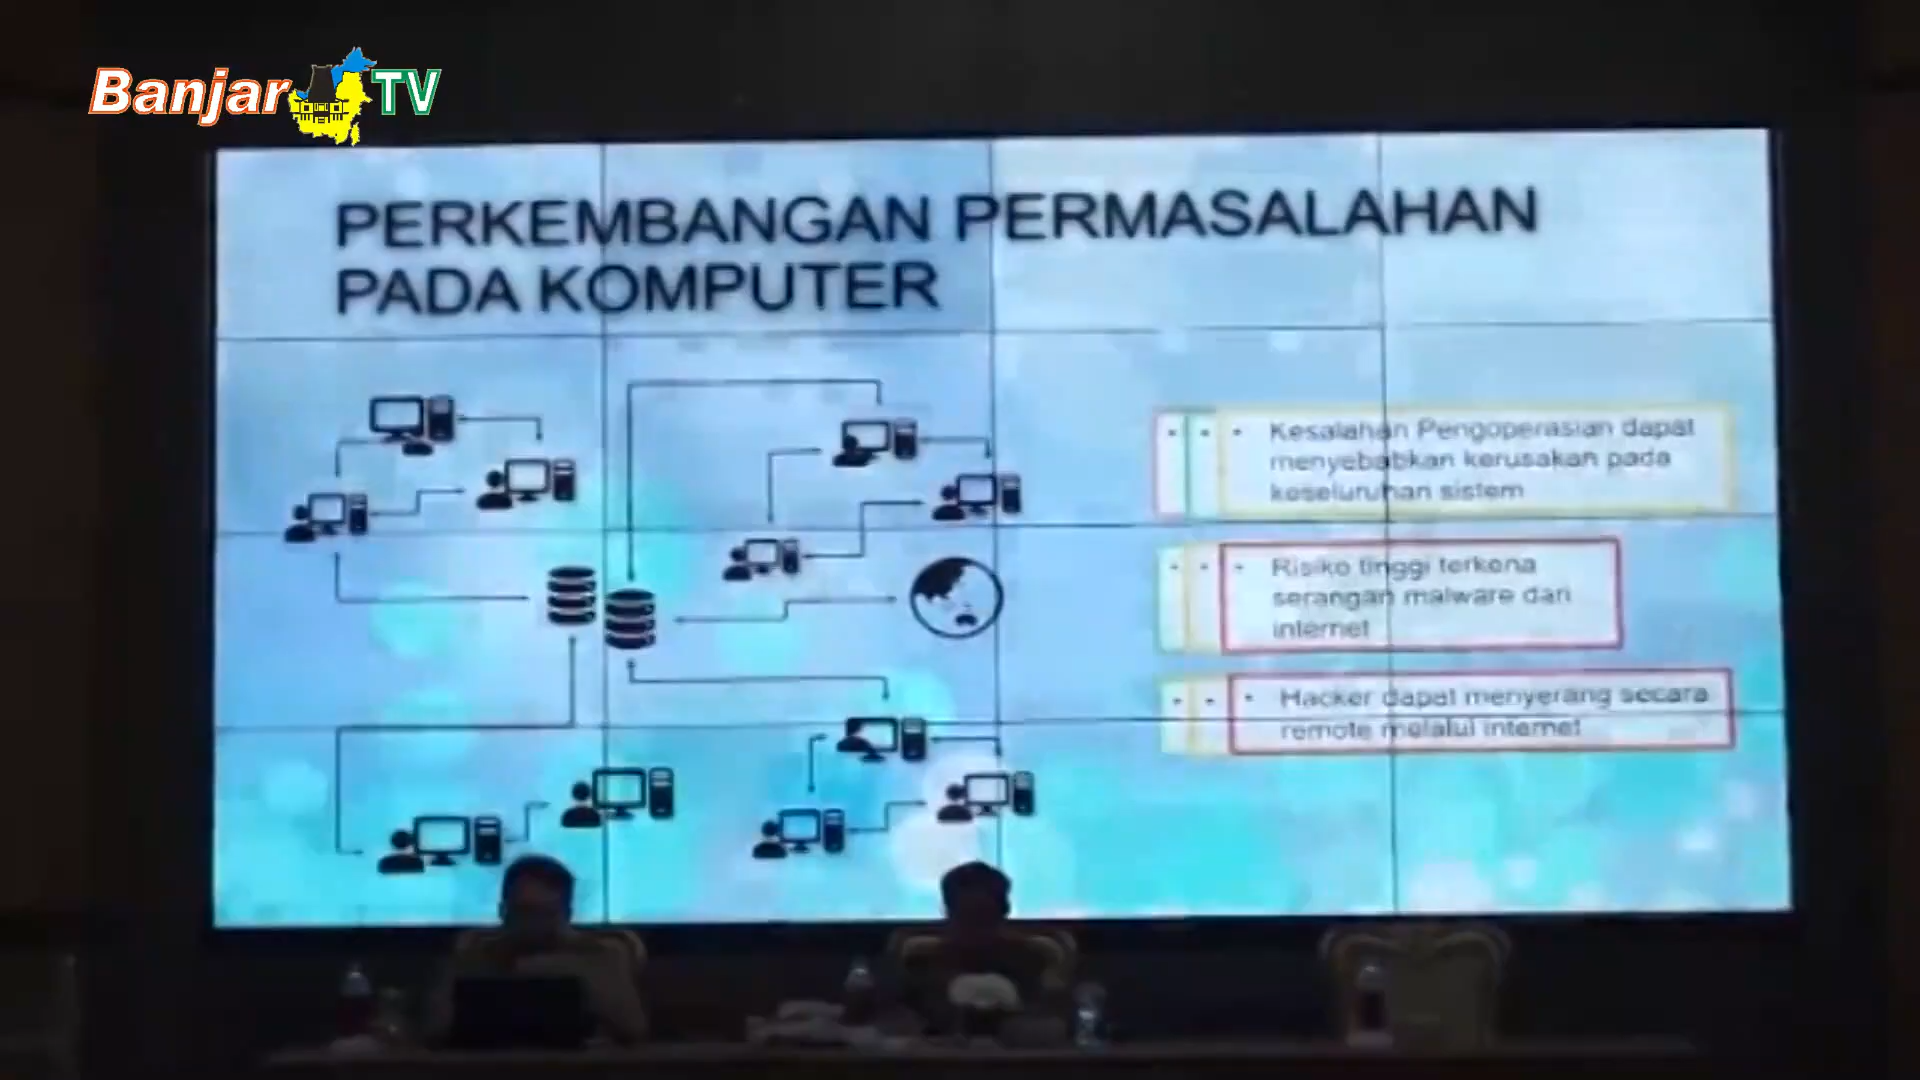 Banjar TV
PERKEMBANGAN PERMASALAHAN
PADA KOMPUTER
• • • Kesalahan Pengoperasian dapat
menyebabkan kerusakan pada
keseluruhan sistem
• • • Risiko tinggi terkena
serangan malware dari
internet
• • • Hacker dapat menyerang secara
remote melalui internet